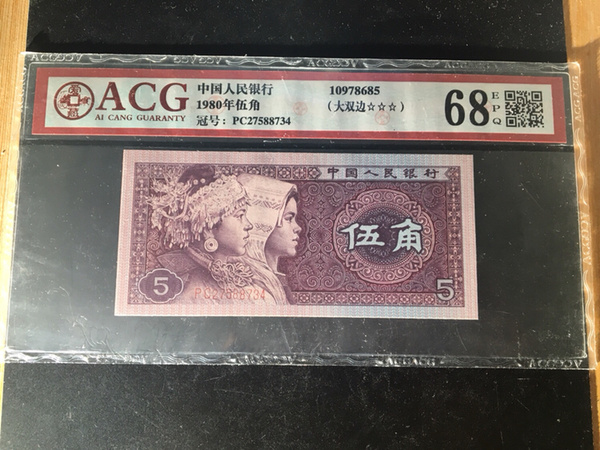 ACG
AI CANG GUARANTY
中国人民银行
1980年伍角
冠号: PC27588734
10978685
(大双边☆☆☆)
68
EPQ
中国人民银行
伍角
5
PC27588734
5